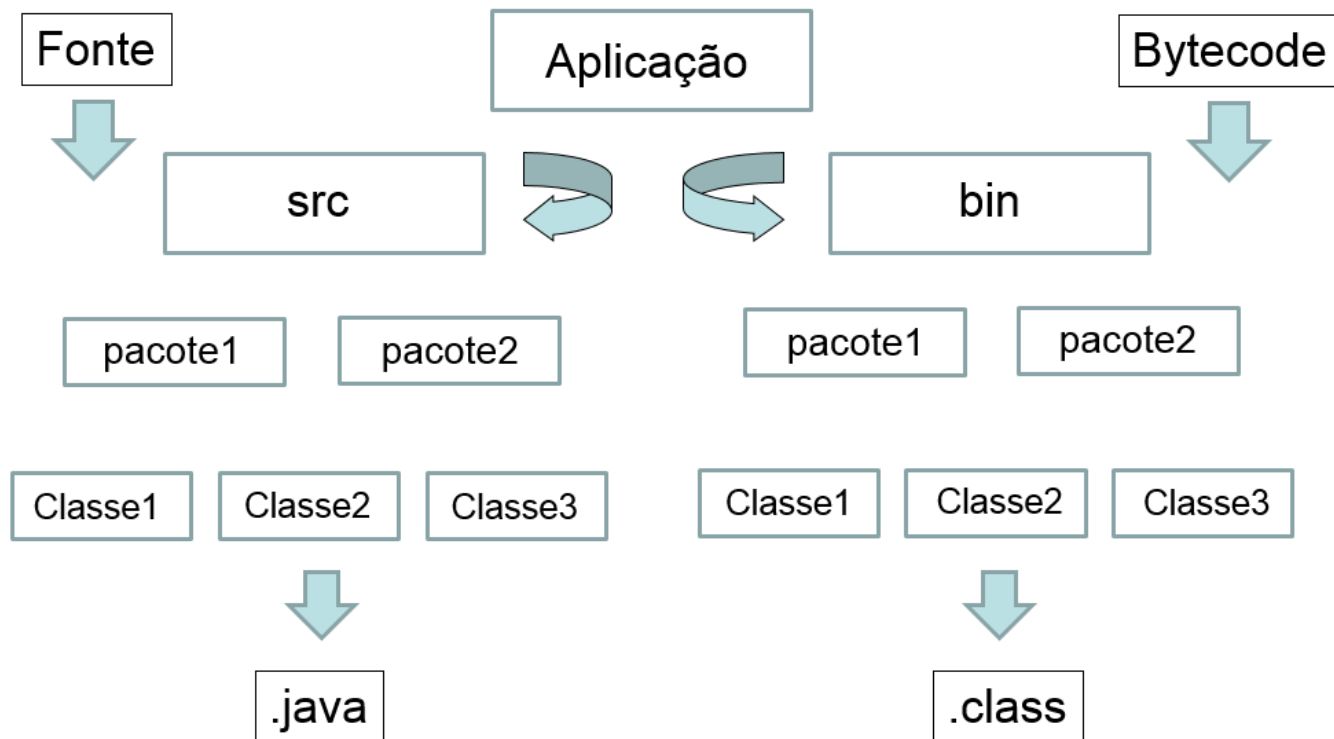 Fonte
Aplicação
Bytecode
src
bin
pacote1
pacote2
pacote1
pacote2
Classe1
Classe2
Classe3
Classe1
Classe2
Classe3
.java
.class